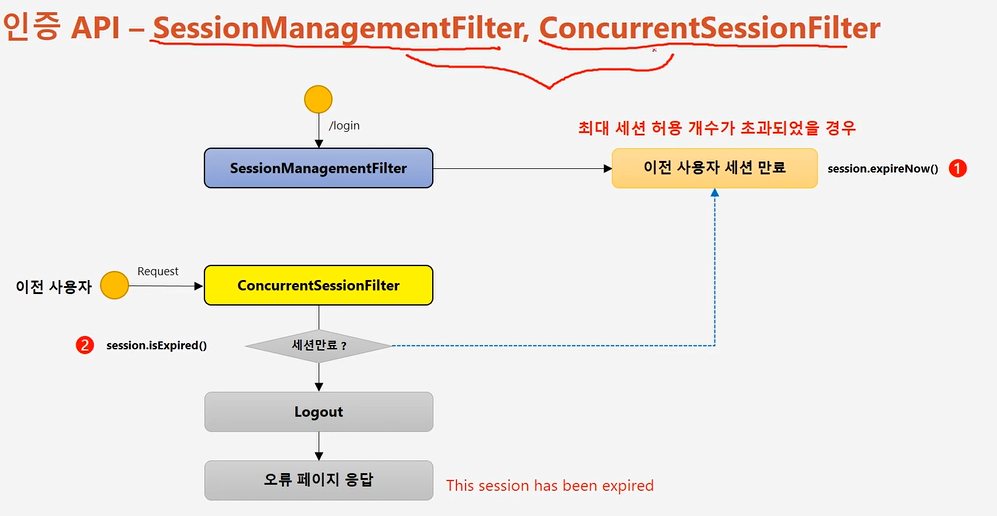 인증 API – SessionManagementFilter, ConcurrentSessionFilter
/login
최대 세션 허용 개수가 초과되었을 경우
SessionManagementFilter
이전 사용자 세션 만료
session.expireNow()
1
Request
이전 사용자
ConcurrentSessionFilter
2
session.isExpired()
세션만료 ?
Logout
오류 페이지 응답
This session has been expired